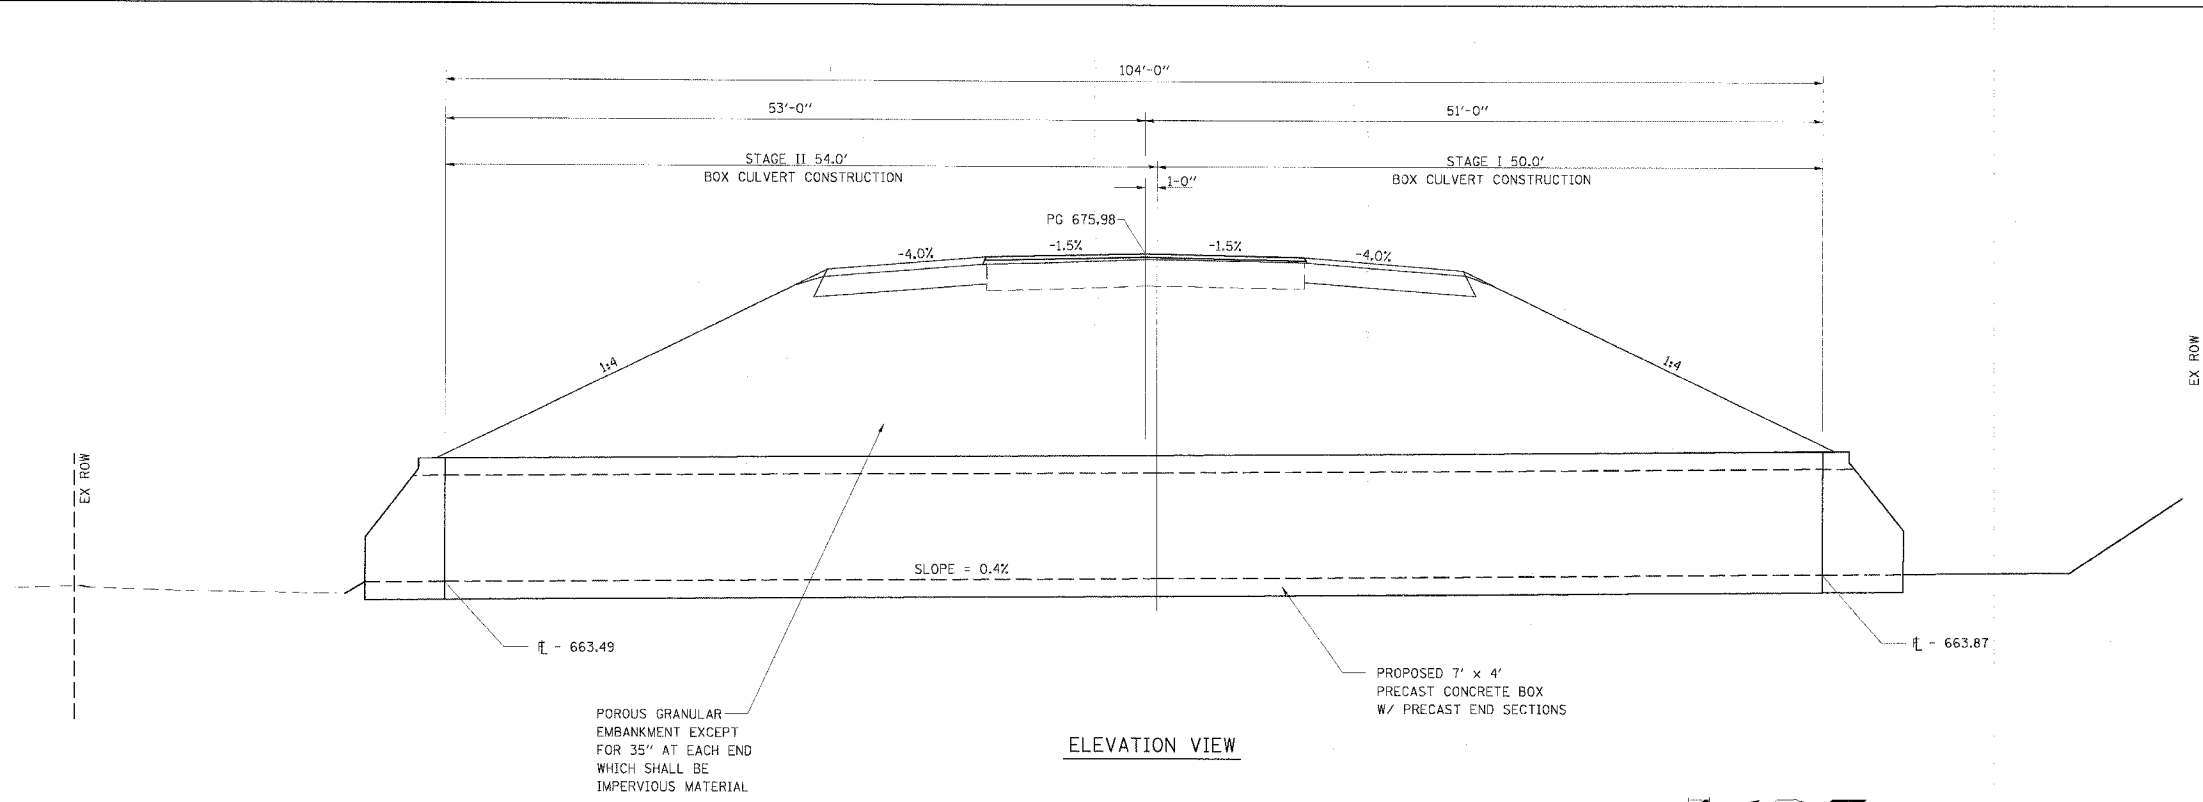 104'-0"
53'-0"
51'-0"
STAGE II 54.0'
BOX CULVERT CONSTRUCTION
STAGE I 50.0'
BOX CULVERT CONSTRUCTION
1-0"
PG 675.98
-4.0%
-1.5%
-1.5%
-4.0%
1:4
1:4
EX ROW
EX ROW
SLOPE = 0.4%
FL - 663.49
FL - 663.87
PROPOSED 7' x 4'
PRECAST CONCRETE BOX
W/ PRECAST END SECTIONS
POROUS GRANULAR
EMBANKMENT EXCEPT
FOR 35" AT EACH END
WHICH SHALL BE
IMPERVIOUS MATERIAL
ELEVATION VIEW